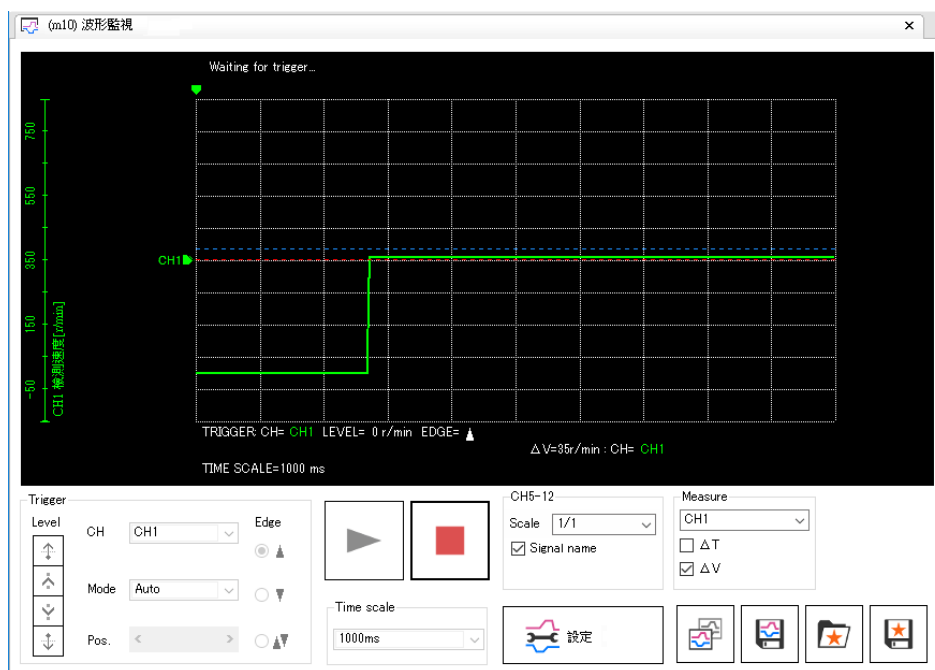 (m10) 波形監視
Waiting for trigger...
750
550
350
150
-50
CH1 検測速度[r/min]
CH1
TRIGGER: CH= CH1 LEVEL= 0 r/min EDGE=
ΔV=35r/min : CH= CH1
TIME SCALE=1000 ms
Trigger
Level
CH
CH1
Edge
Mode
Auto
Pos.
Time scale
1000ms
CH5-12
Scale
1/1
Signal name
設定
Measure
CH1
ΔT
ΔV